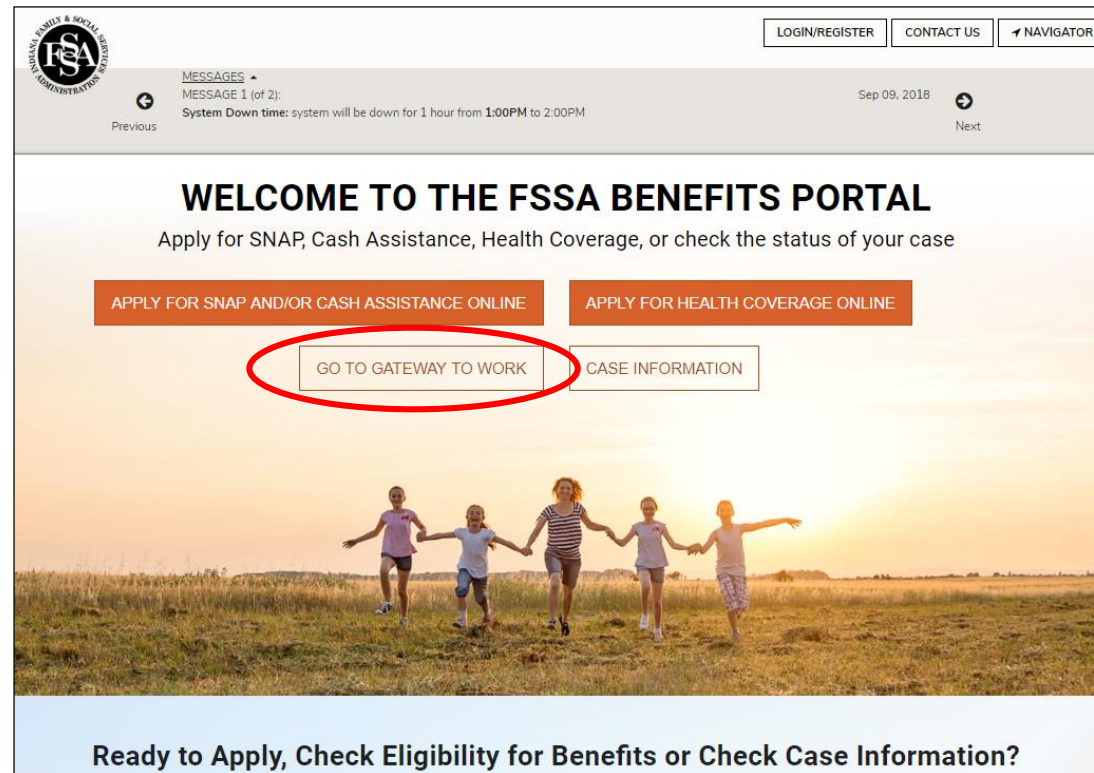 INDIANA FAMILY & SOCIAL SERVICES ADMINISTRATION
FSSA
LOGIN/REGISTER
CONTACT US
NAVIGATOR
MESSAGES
MESSAGE 1 (of 2):
System Down time: system will be down for 1 hour from 1:00PM to 2:00PM
Sep 09, 2018
Previous
Next
WELCOME TO THE FSSA BENEFITS PORTAL
Apply for SNAP, Cash Assistance, Health Coverage, or check the status of your case
APPLY FOR SNAP AND/OR CASH ASSISTANCE ONLINE
APPLY FOR HEALTH COVERAGE ONLINE
GO TO GATEWAY TO WORK
CASE INFORMATION
Ready to Apply, Check Eligibility for Benefits or Check Case Information?